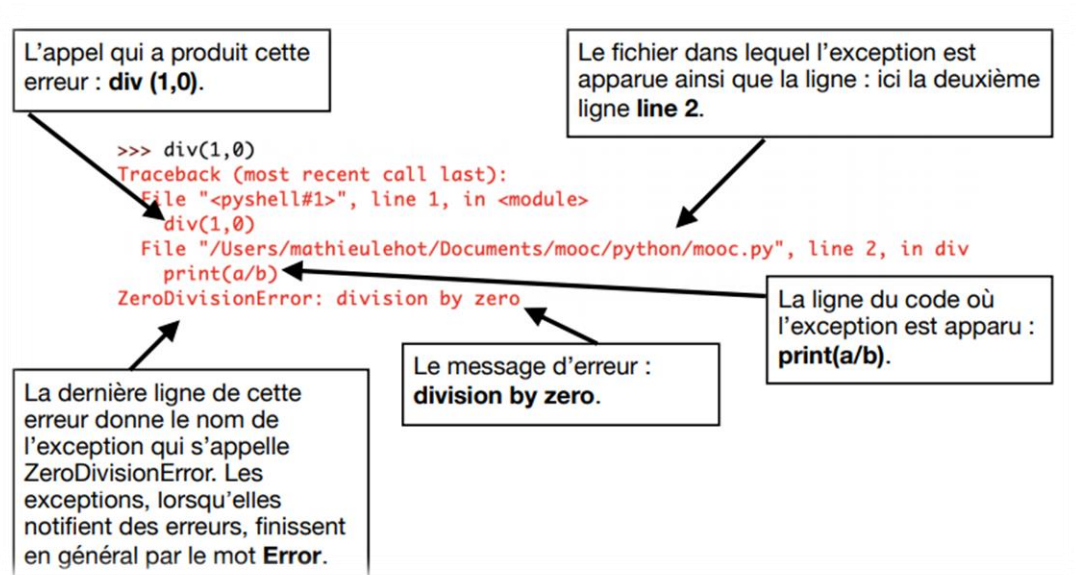 L'appel qui a produit cette
erreur : div (1,0).
Le fichier dans lequel l'exception est
apparue ainsi que la ligne : ici la deuxième
ligne line 2.
>>> div(1,0)
Traceback (most recent call last):
File "<pyshell#1>", line 1, in <module>
div(1,0)
File "/Users/mathieulehot/Documents/mooc/python/mooc.py", line 2, in div
print(a/b)
ZeroDivisionError: division by zero
La ligne du code où
l'exception est apparu :
print(a/b).
Le message d'erreur :
division by zero.
La dernière ligne de cette
erreur donne le nom de
l'exception qui s'appelle
ZeroDivisionError. Les
exceptions, lorsqu'elles
notifient des erreurs, finissent
en général par le mot Error.